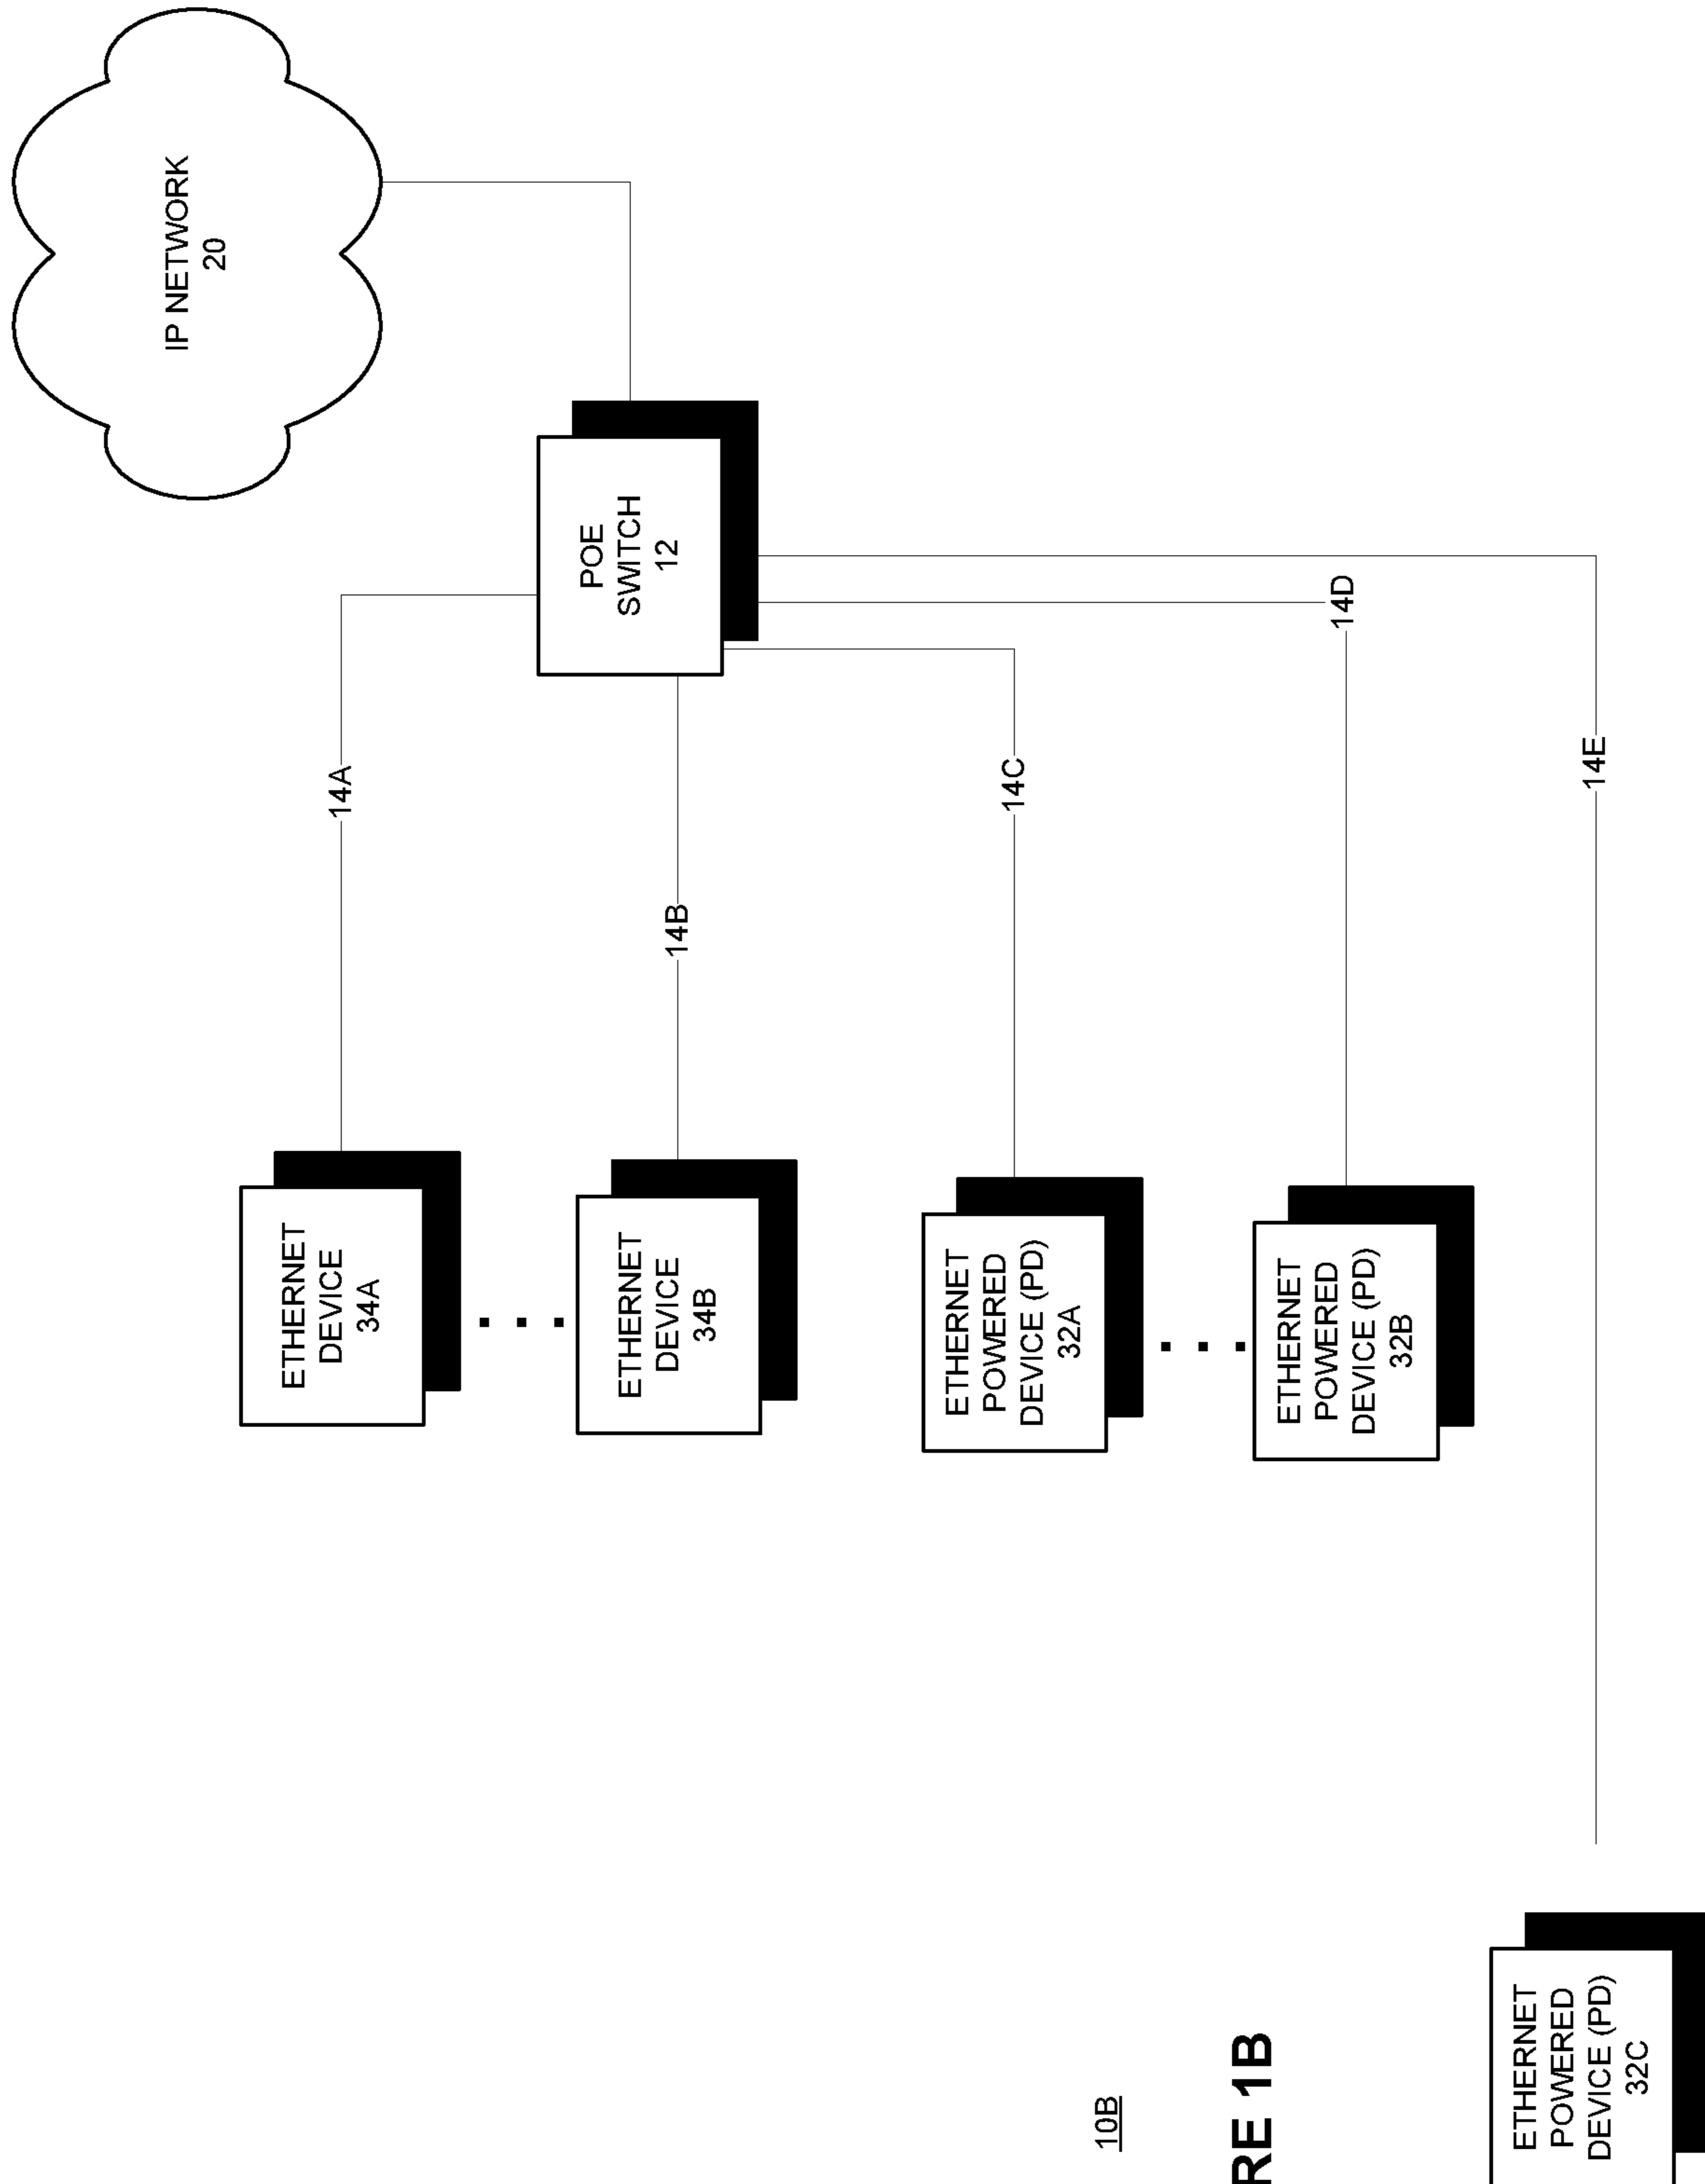 IP NETWORK
20
POE
SWITCH
12
14A
14B
14C
14D
14E
ETHERNET
DEVICE
34A
ETHERNET
DEVICE
34B
ETHERNET
POWERED
DEVICE (PD)
32A
ETHERNET
POWERED
DEVICE (PD)
32B
ETHERNET
POWERED
DEVICE (PD)
32C
10B
RE 1B